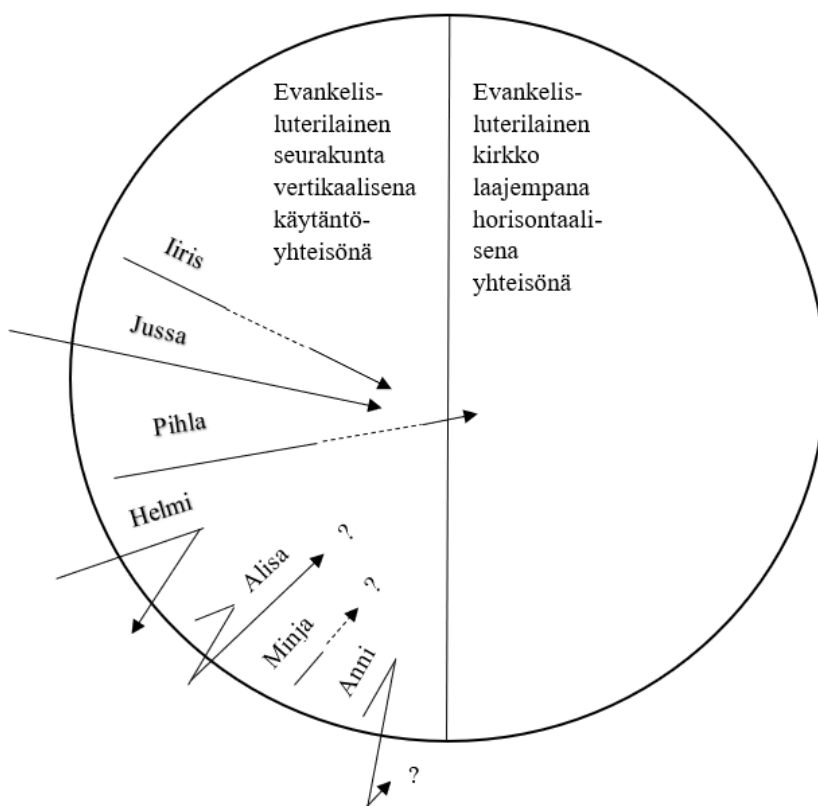 Evankelis-
luterilainen
seurakunta
vertikaalisena
käytäntö-
yhteisönä
Evankelis-
luterilainen
kirkko
laajempana
horisontaali-
sena
yhteisönä
Iiris
Jussa
Pihla
Helmi
Alisa
?
Minja
?
Anni
?